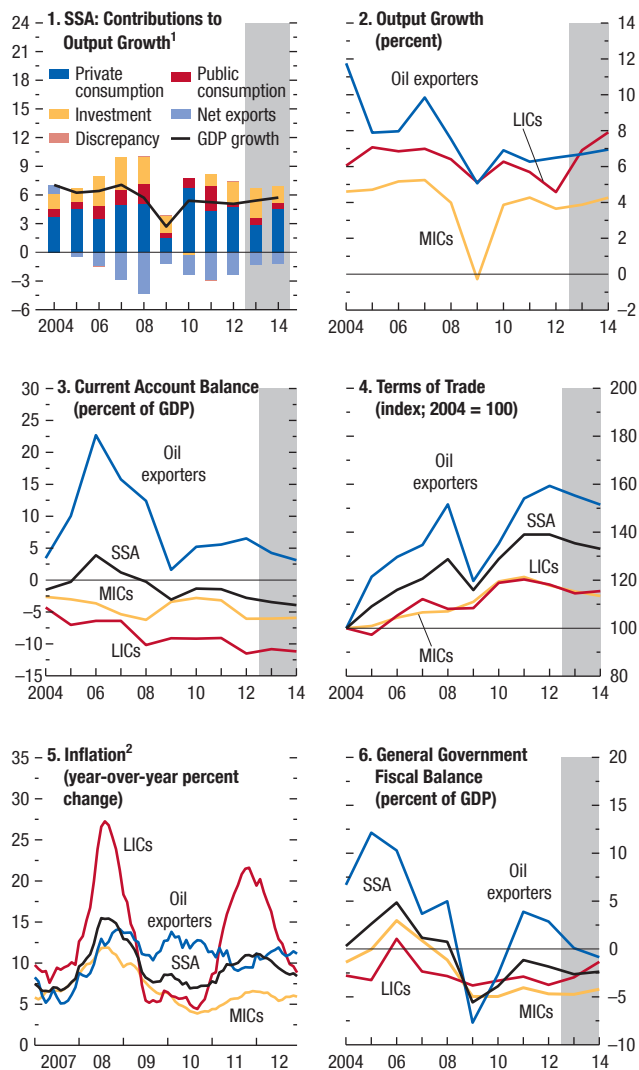 1. SSA: Contributions to
Output Growth1
Private consumption
Public consumption
Investment
Net exports
Discrepancy
GDP growth
24
21
18
15
12
9
6
3
0
–3
–6
2004 06 08 10 12 14
2. Output Growth
(percent)
Oil exporters
LICs
MICs
14
12
10
8
6
4
2
0
–2
2004 06 08 10 12 14
3. Current Account Balance
(percent of GDP)
Oil
exporters
SSA
MICs
LICs
30
25
20
15
10
5
0
–5
–10
–15
2004 06 08 10 12 14
4. Terms of Trade
(index; 2004 = 100)
Oil
exporters
SSA
LICs
MICs
200
180
160
140
120
100
80
2004 06 08 10 12 14
5. Inflation2
(year-over-year percent
change)
LICs
Oil
exporters
SSA
MICs
35
30
25
20
15
10
5
0
2007 08 09 10 11 12
6. General Government
Fiscal Balance
(percent of GDP)
SSA
Oil
exporters
LICs
MICs
20
15
10
5
0
–5
–10
2004 06 08 10 12 14